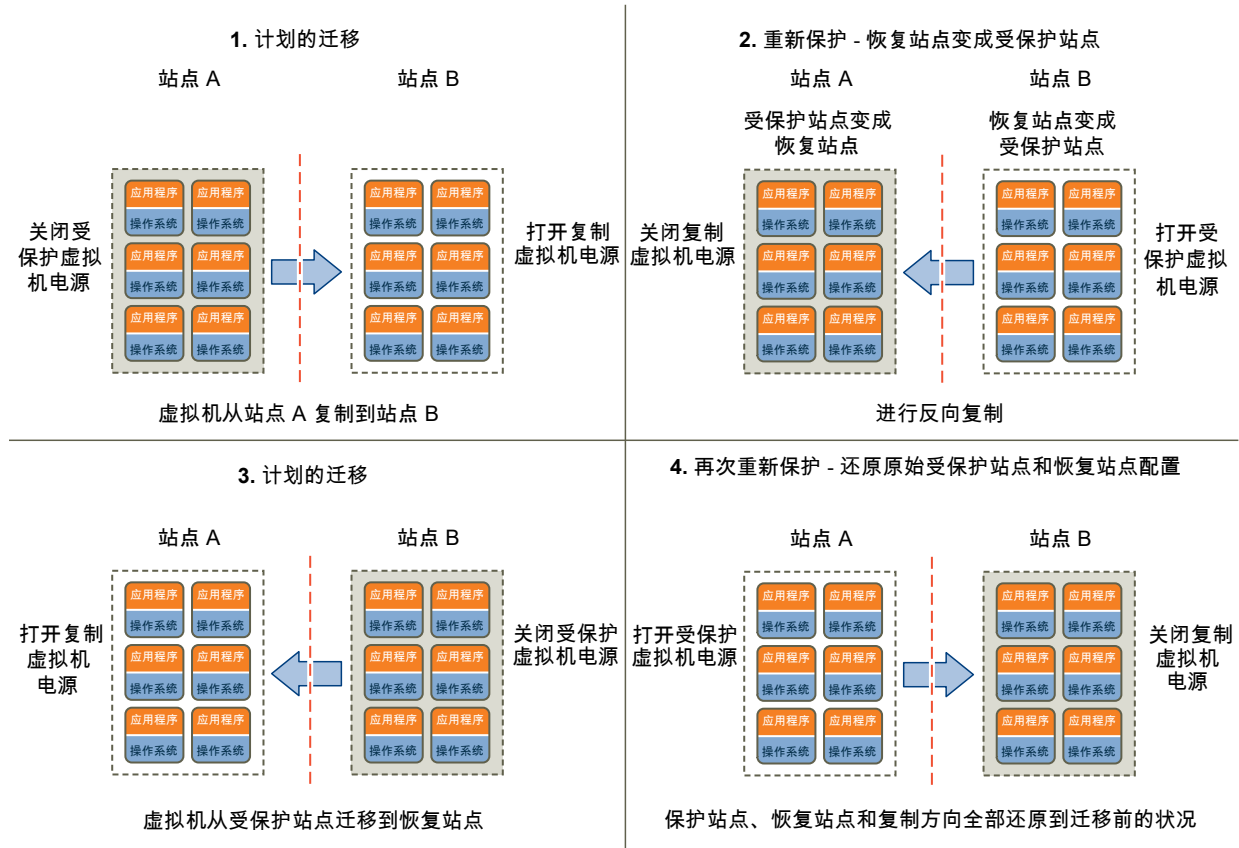 1. 计划的迁移
站点 A
站点 B
关闭受
保护虚拟
机电源
应用程序 应用程序
操作系统 操作系统
应用程序 应用程序
操作系统 操作系统
应用程序 应用程序
操作系统 操作系统
应用程序 应用程序
操作系统 操作系统
应用程序 应用程序
操作系统 操作系统
应用程序 应用程序
操作系统 操作系统
打开复制
虚拟机电源
虚拟机从站点 A 复制到站点 B
2. 重新保护 - 恢复站点变成受保护站点
站点 A
站点 B
受保护站点变成
恢复站点
恢复站点变成
受保护站点
关闭复制
虚拟机电源
应用程序 应用程序
操作系统 操作系统
应用程序 应用程序
操作系统 操作系统
应用程序 应用程序
操作系统 操作系统
应用程序 应用程序
操作系统 操作系统
应用程序 应用程序
操作系统 操作系统
应用程序 应用程序
操作系统 操作系统
打开受
保护虚拟
机电源
进行反向复制
3. 计划的迁移
站点 A
站点 B
打开复制
虚拟机
电源
应用程序 应用程序
操作系统 操作系统
应用程序 应用程序
操作系统 操作系统
应用程序 应用程序
操作系统 操作系统
应用程序 应用程序
操作系统 操作系统
应用程序 应用程序
操作系统 操作系统
应用程序 应用程序
操作系统 操作系统
关闭受保护
虚拟机电源
虚拟机从受保护站点迁移到恢复站点
4. 再次重新保护 - 还原原始受保护站点和恢复站点配置
站点 A
站点 B
打开受保护
虚拟机电源
应用程序 应用程序
操作系统 操作系统
应用程序 应用程序
操作系统 操作系统
应用程序 应用程序
操作系统 操作系统
应用程序 应用程序
操作系统 操作系统
应用程序 应用程序
操作系统 操作系统
应用程序 应用程序
操作系统 操作系统
关闭复制
虚拟机
电源
保护站点、恢复站点和复制方向全部还原到迁移前的状况